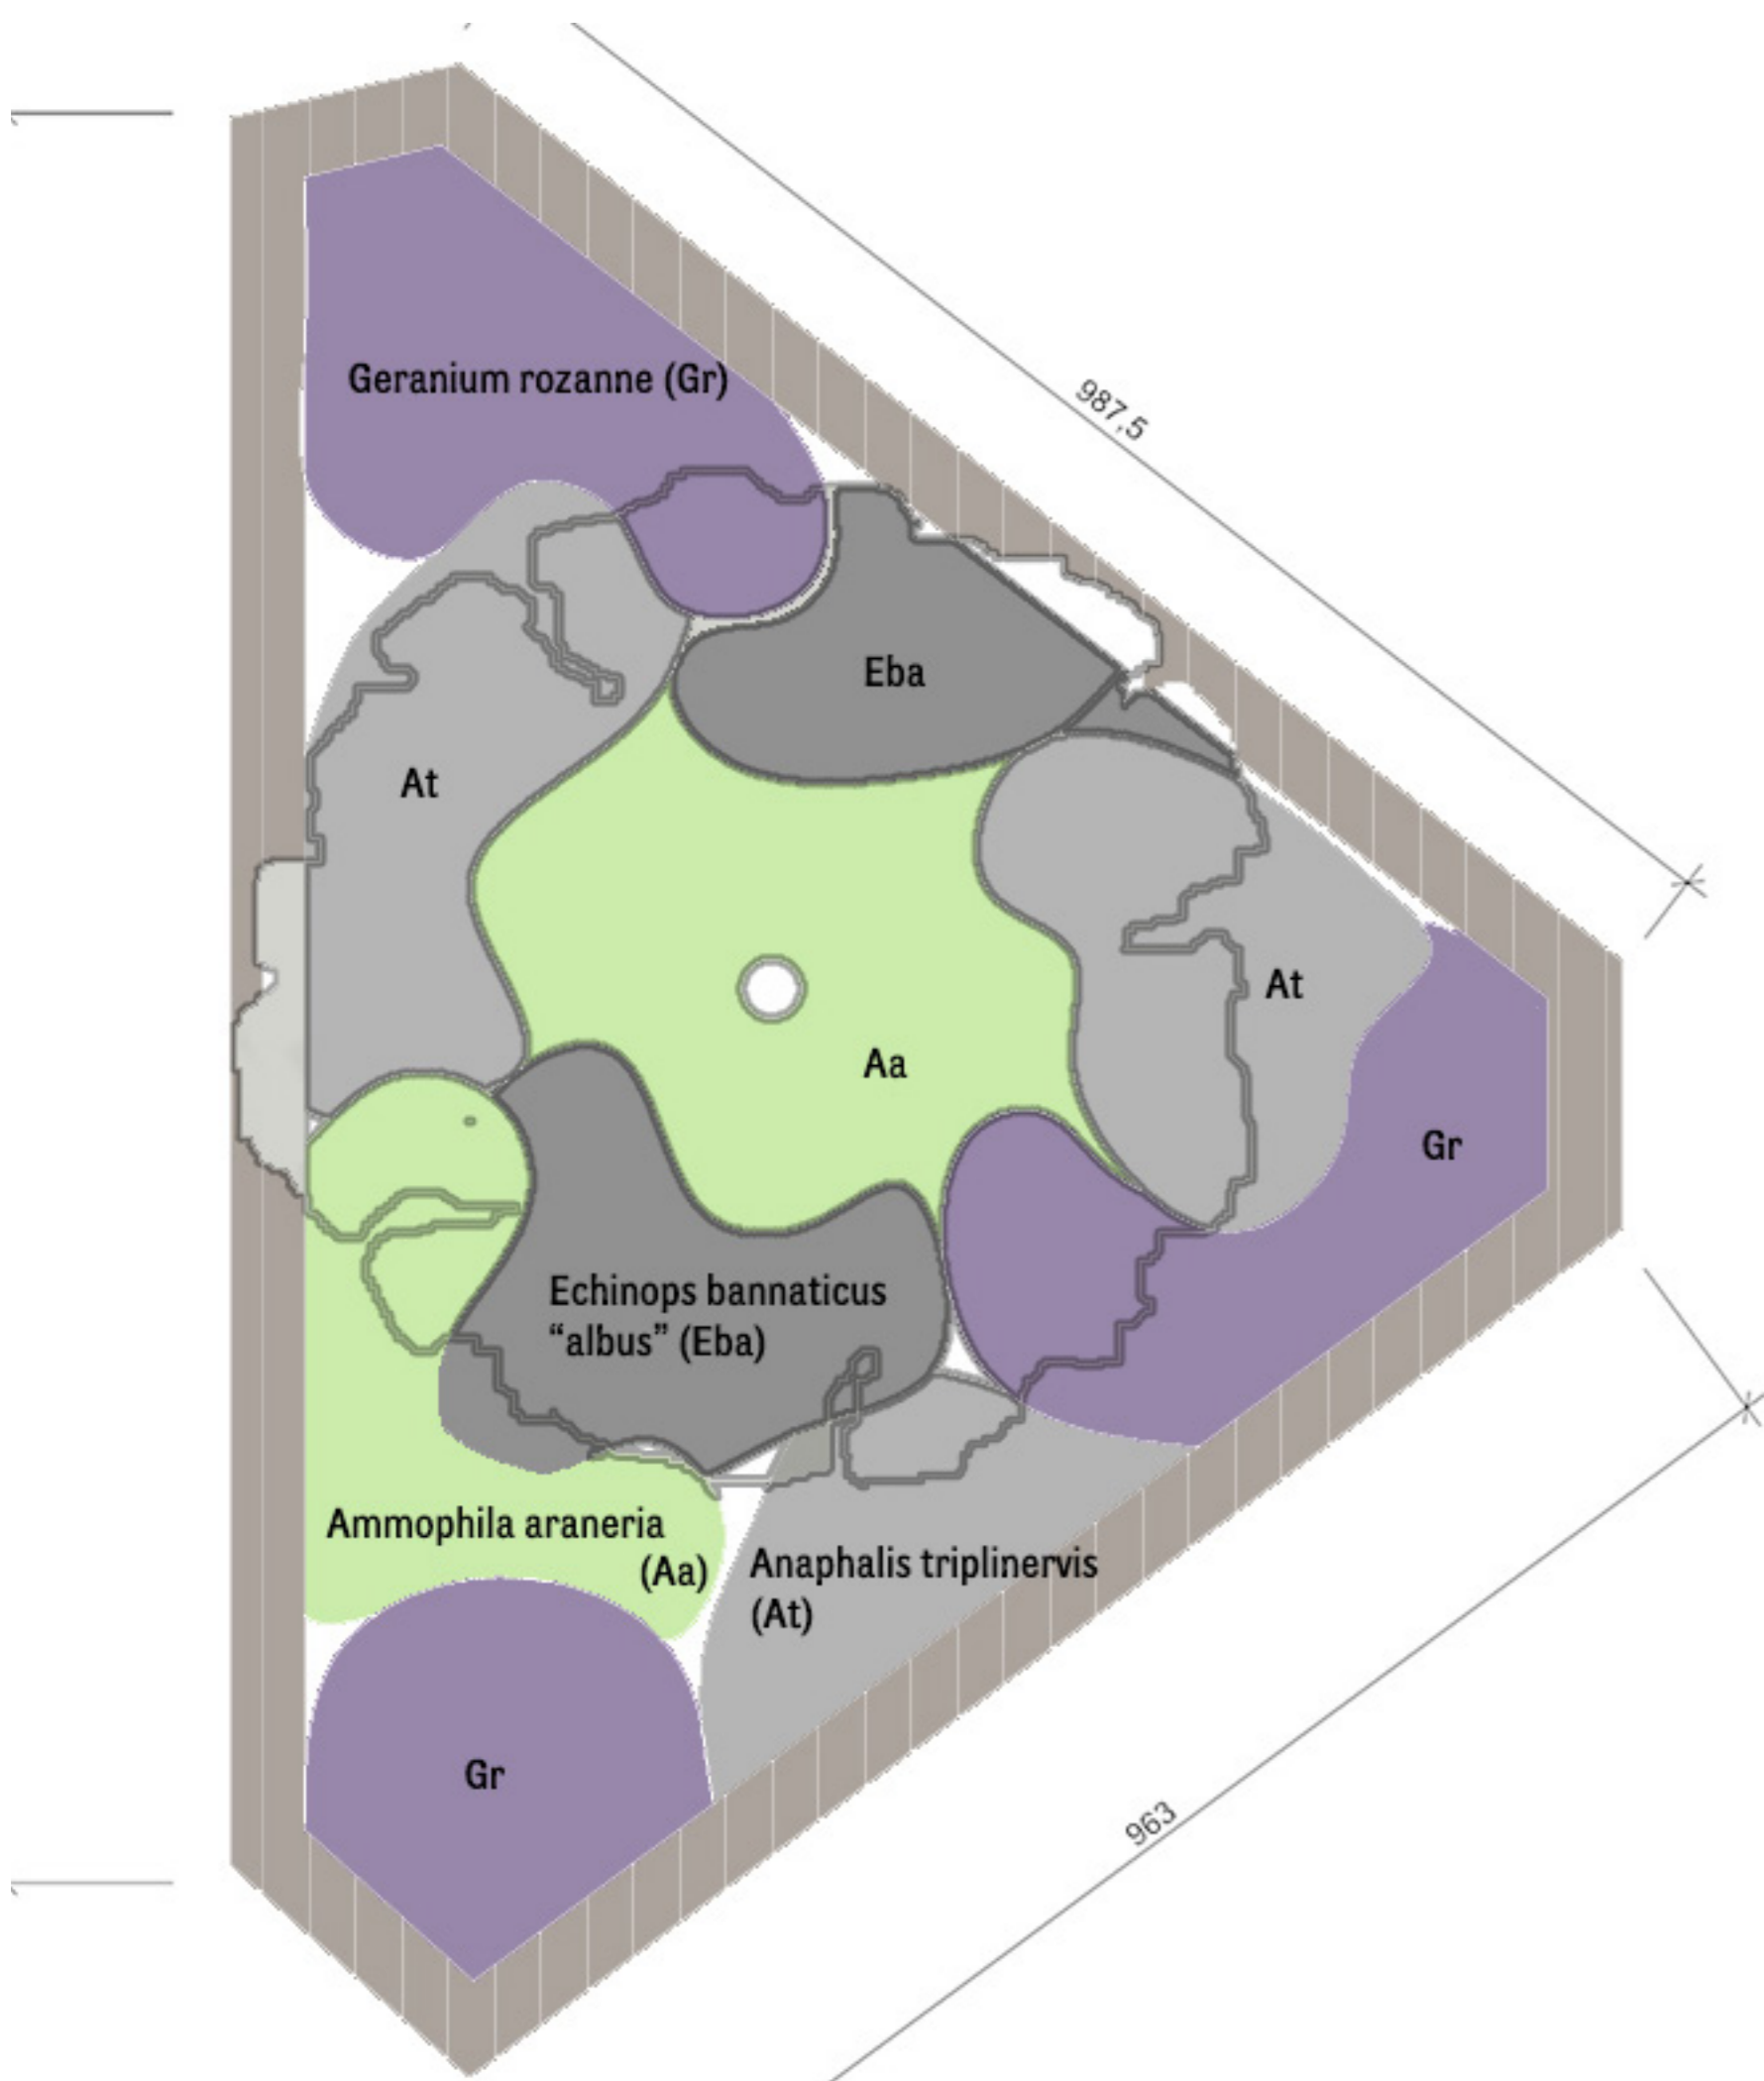 987,5
Geranium rozanne (Gr)
Eba
At
At
Aa
Gr
Echinops bannaticus
“albus” (Eba)
Ammophila araneria
(Aa)
Anaphalis triplinervis
(At)
Gr
963